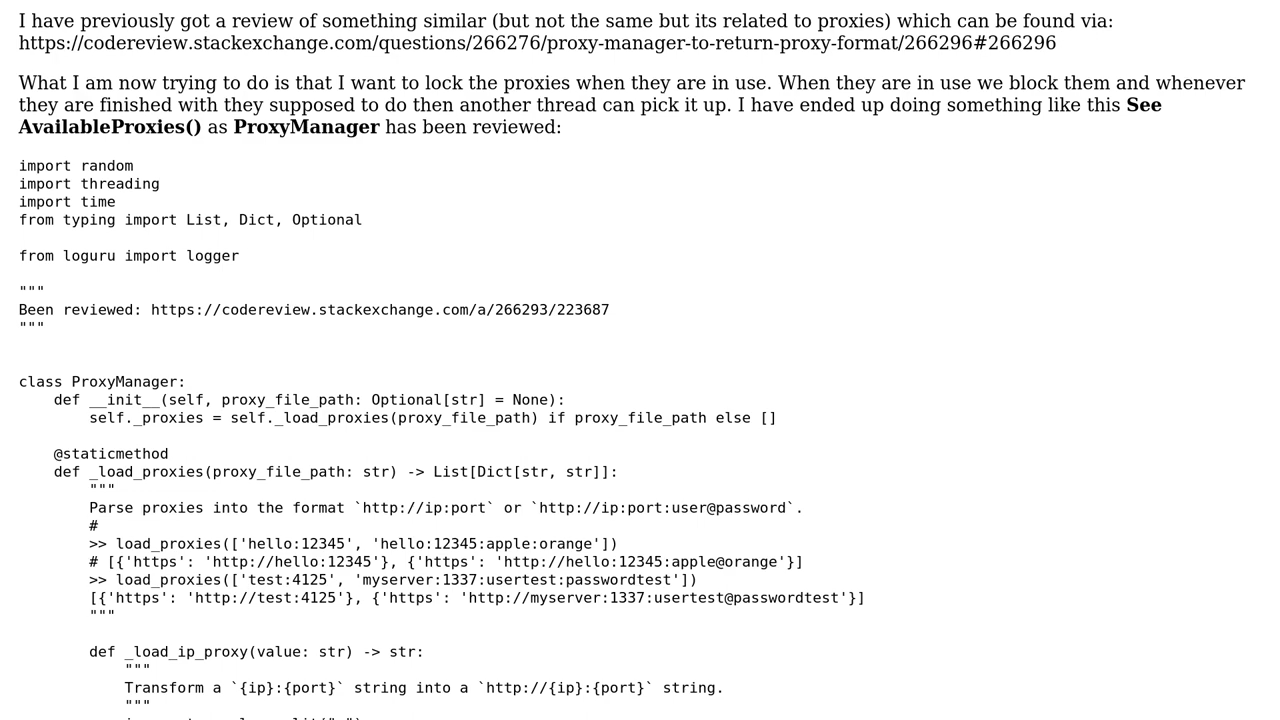 I have previously got a review of something similar (but not the same but its related to proxies) which can be found via:
https://codereview.stackexchange.com/questions/266276/proxy-manager-to-return-proxy-format/266296#266296
What I am now trying to do is that I want to lock the proxies when they are in use. When they are in use we block them and whenever
they are finished with they supposed to do then another thread can pick it up. I have ended up doing something like this See
AvailableProxies() as ProxyManager has been reviewed:
import random
import threading
import time
from typing import List, Dict, Optional
from loguru import logger
"""
Been reviewed: https://codereview.stackexchange.com/a/266293/223687
"""
class ProxyManager:
    def __init__(self, proxy_file_path: Optional[str] = None):
        self._proxies = self._load_proxies(proxy_file_path) if proxy_file_path else []
    @staticmethod
    def _load_proxies(proxy_file_path: str) -> List[Dict[str, str]]:
        """
        Parse proxies into the format `http://ip:port` or `http://ip:port:user@password`.
        #
        >> load_proxies(['hello:12345', 'hello:12345:apple:orange'])
        # [{'https': 'http://hello:12345'}, {'https': 'http://hello:12345:apple@orange'}]
        >> load_proxies(['test:4125', 'myserver:1337:usertest:passwordtest'])
        [{'https': 'http://test:4125'}, {'https': 'http://myserver:1337:usertest@passwordtest'}]
        """
        def _load_ip_proxy(value: str) -> str:
            """
            Transform a `{ip}:{port}` string into a `http://{ip}:{port}` string.
            """